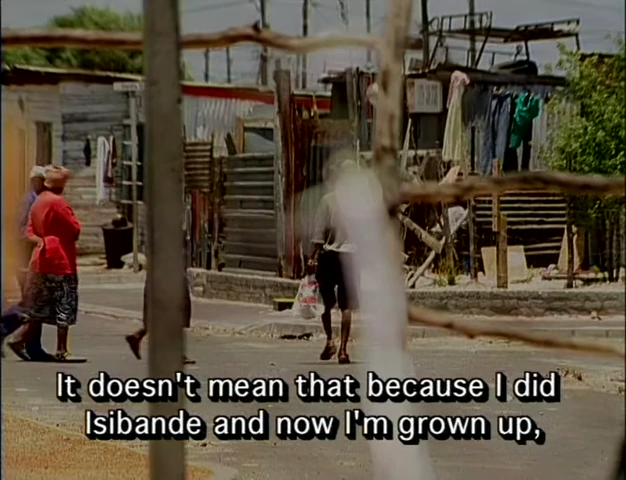 It doesn't mean that because I did
Isibande and now I'm grown up,